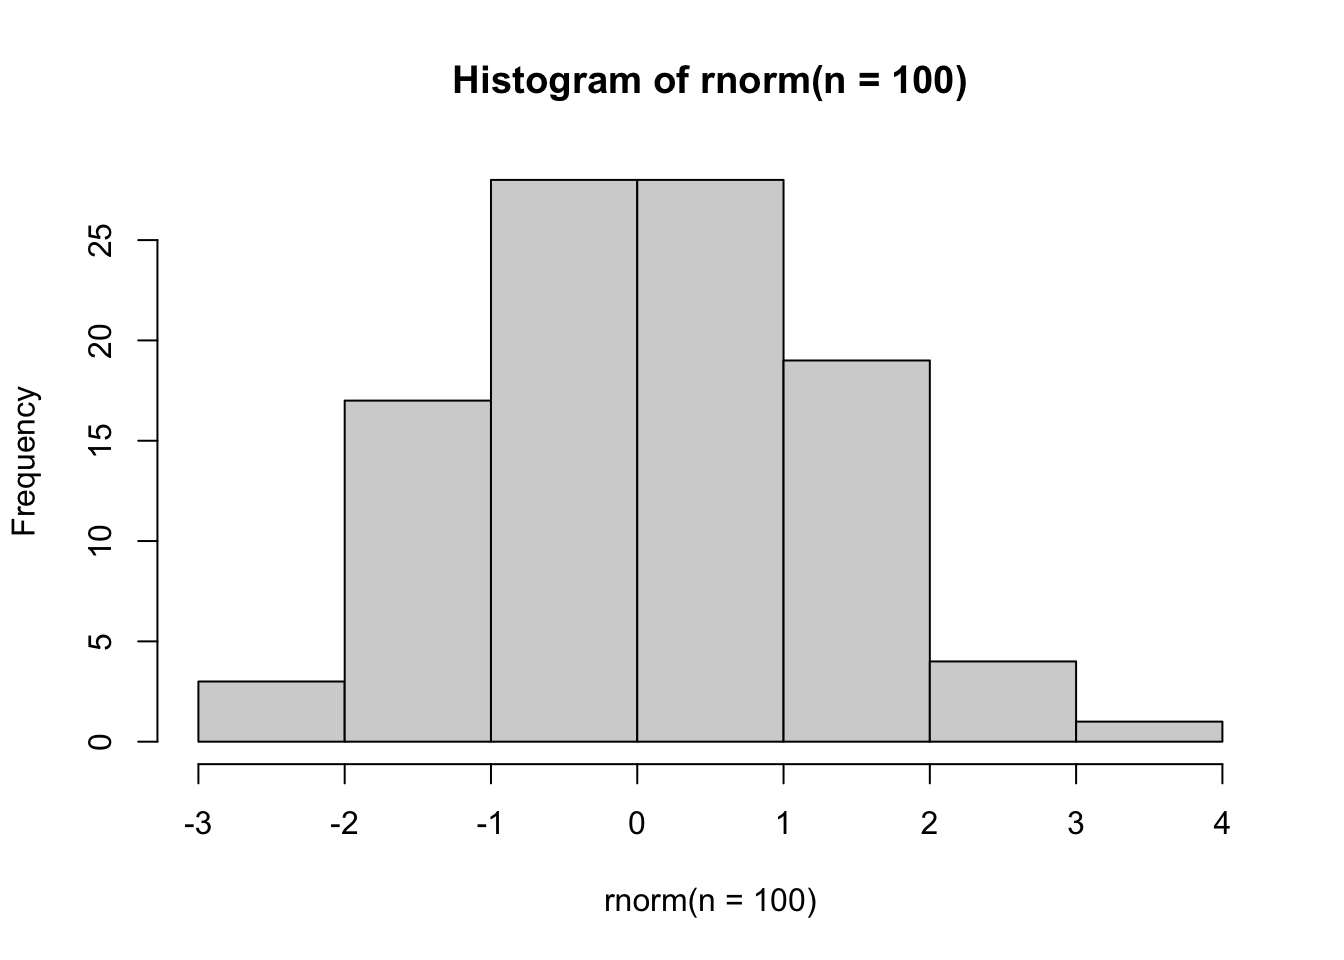 Histogram of rnorm(n = 100)
Frequency
25
20
15
10
5
0
-3 -2 -1 0 1 2 3 4
rnorm(n = 100)